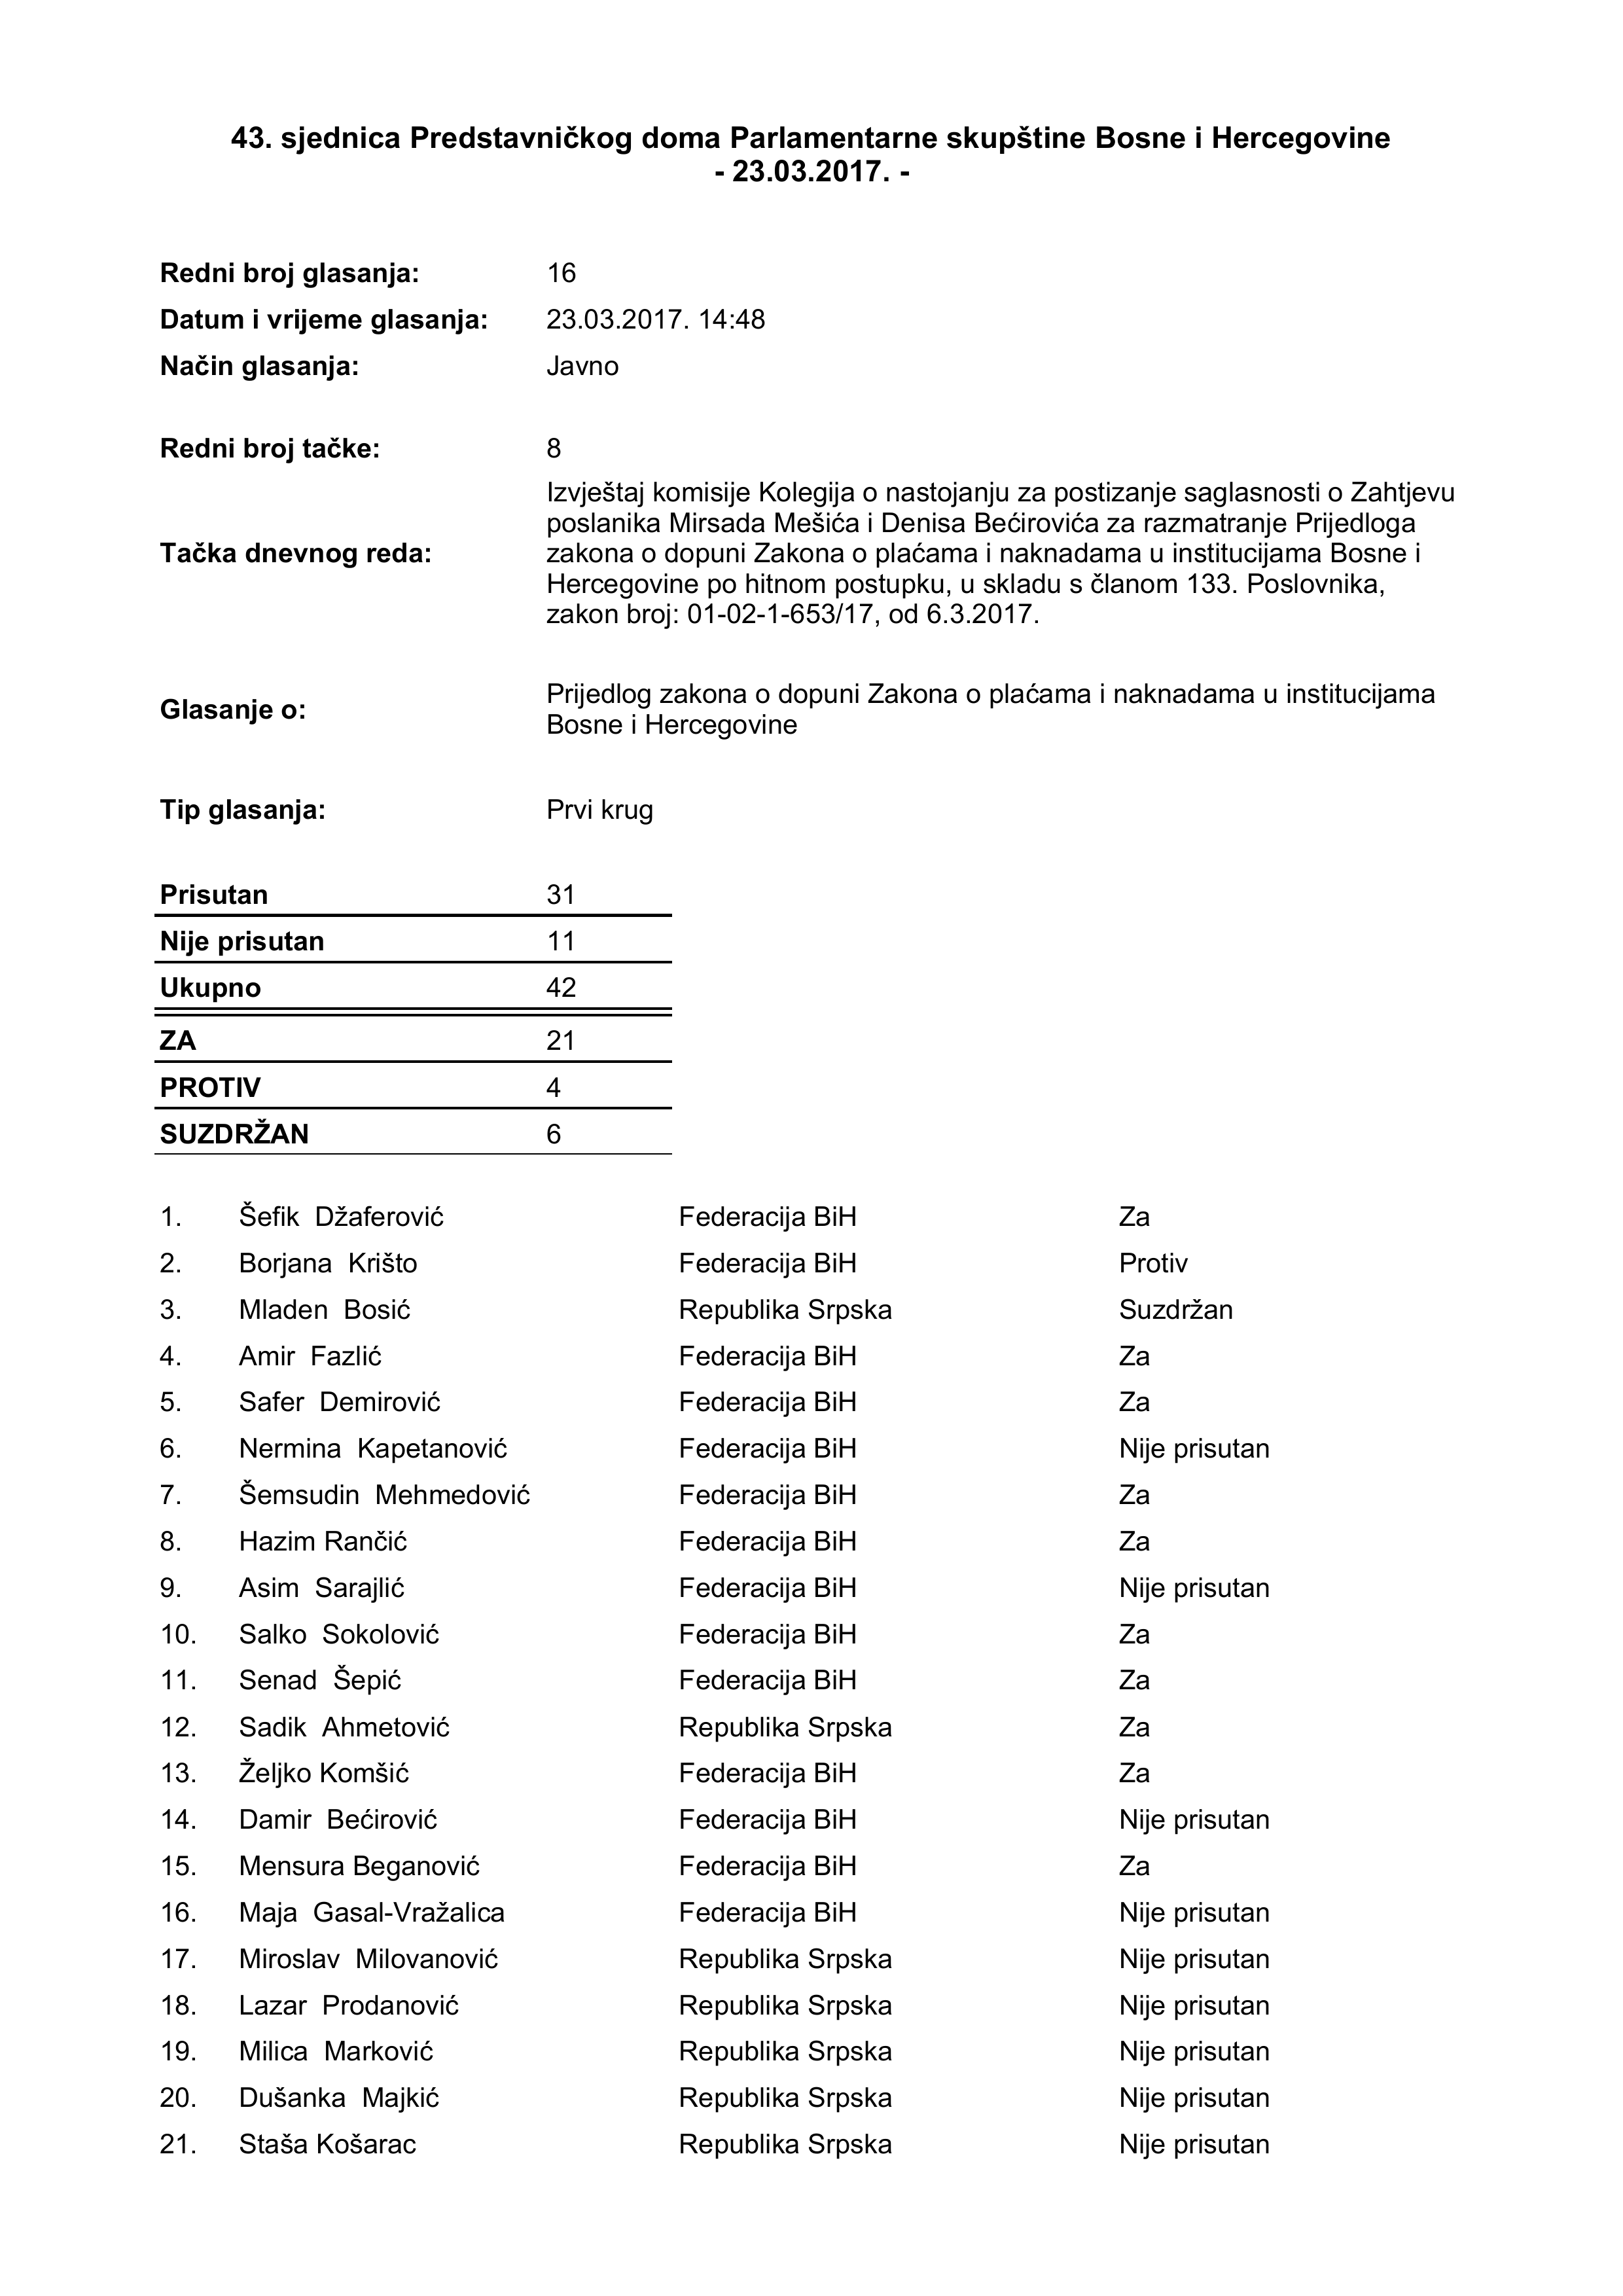 43. sjednica Predstavničkog doma Parlamentarne skupštine Bosne i Hercegovine
- 23.03.2017. -
Redni broj glasanja: 16
Datum i vrijeme glasanja: 23.03.2017. 14:48
Način glasanja: Javno
Redni broj tačke: 8
Tačka dnevnog reda:
Izvještaj komisije Kolegija o nastojanju za postizanje saglasnosti o Zahtjevu
poslanika Mirsada Mešića i Denisa Bećirovića za razmatranje Prijedloga
zakona o dopuni Zakona o plaćama i naknadama u institucijama Bosne i
Hercegovine po hitnom postupku, u skladu s članom 133. Poslovnika,
zakon broj: 01-02-1-653/17, od 6.3.2017.
Glasanje o:
Prijedlog zakona o dopuni Zakona o plaćama i naknadama u institucijama
Bosne i Hercegovine
Tip glasanja: Prvi krug
Prisutan 31
Nije prisutan 11
Ukupno 42
ZA 21
PROTIV 4
SUZDRŽAN 6
1. Šefik Džaferović Federacija BiH Za
2. Borjana Krišto Federacija BiH Protiv
3. Mladen Bosić Republika Srpska Suzdržan
4. Amir Fazlić Federacija BiH Za
5. Safer Demirović Federacija BiH Za
6. Nermina Kapetanović Federacija BiH Nije prisutan
7. Šemsudin Mehmedović Federacija BiH Za
8. Hazim Rančić Federacija BiH Za
9. Asim Sarajlić Federacija BiH Nije prisutan
10. Salko Sokolović Federacija BiH Za
11. Senad Šepić Federacija BiH Za
12. Sadik Ahmetović Republika Srpska Za
13. Željko Komšić Federacija BiH Za
14. Damir Bećirović Federacija BiH Nije prisutan
15. Mensura Beganović Federacija BiH Za
16. Maja Gasal-Vražalica Federacija BiH Nije prisutan
17. Miroslav Milovanović Republika Srpska Nije prisutan
18. Lazar Prodanović Republika Srpska Nije prisutan
19. Milica Marković Republika Srpska Nije prisutan
20. Dušanka Majkić Republika Srpska Nije prisutan
21. Staša Košarac Republika Srpska Nije prisutan